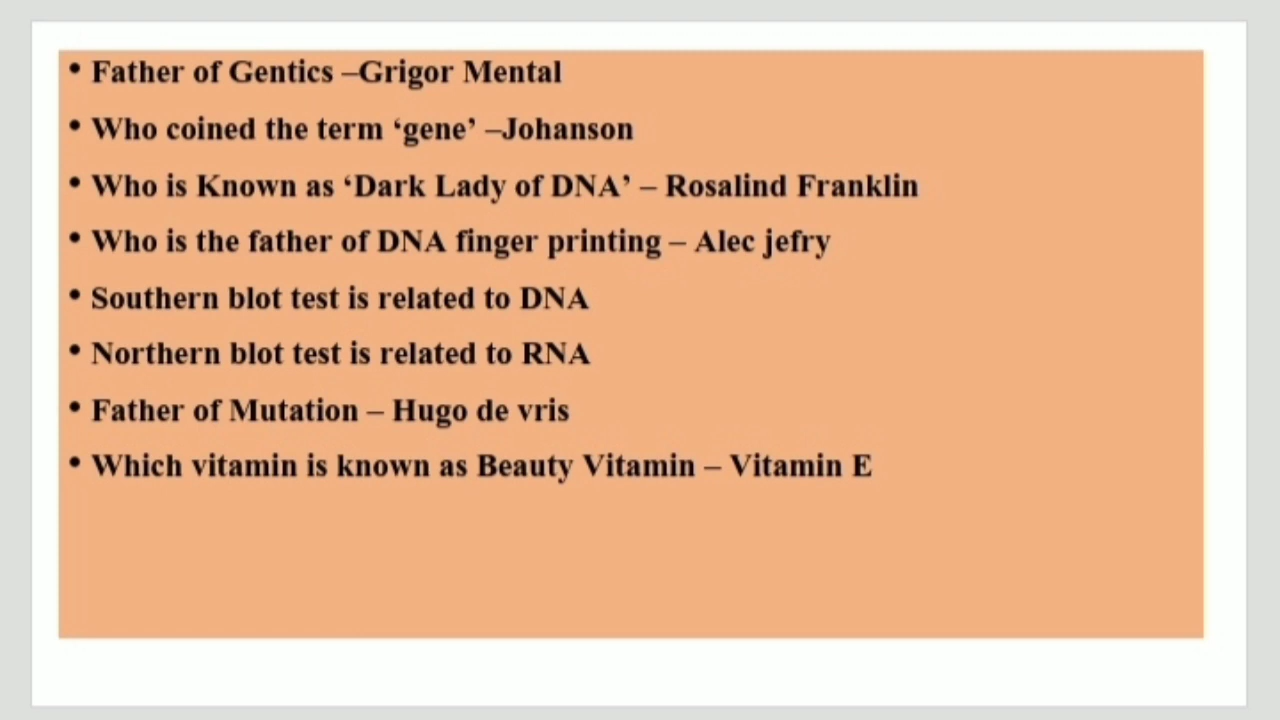 • Father of Gentics –Grigor Mental
• Who coined the term ‘gene’ –Johanson
• Who is Known as ‘Dark Lady of DNA’ – Rosalind Franklin
• Who is the father of DNA finger printing – Alec jefry
• Southern blot test is related to DNA
• Northern blot test is related to RNA
• Father of Mutation – Hugo de vris
• Which vitamin is known as Beauty Vitamin – Vitamin E